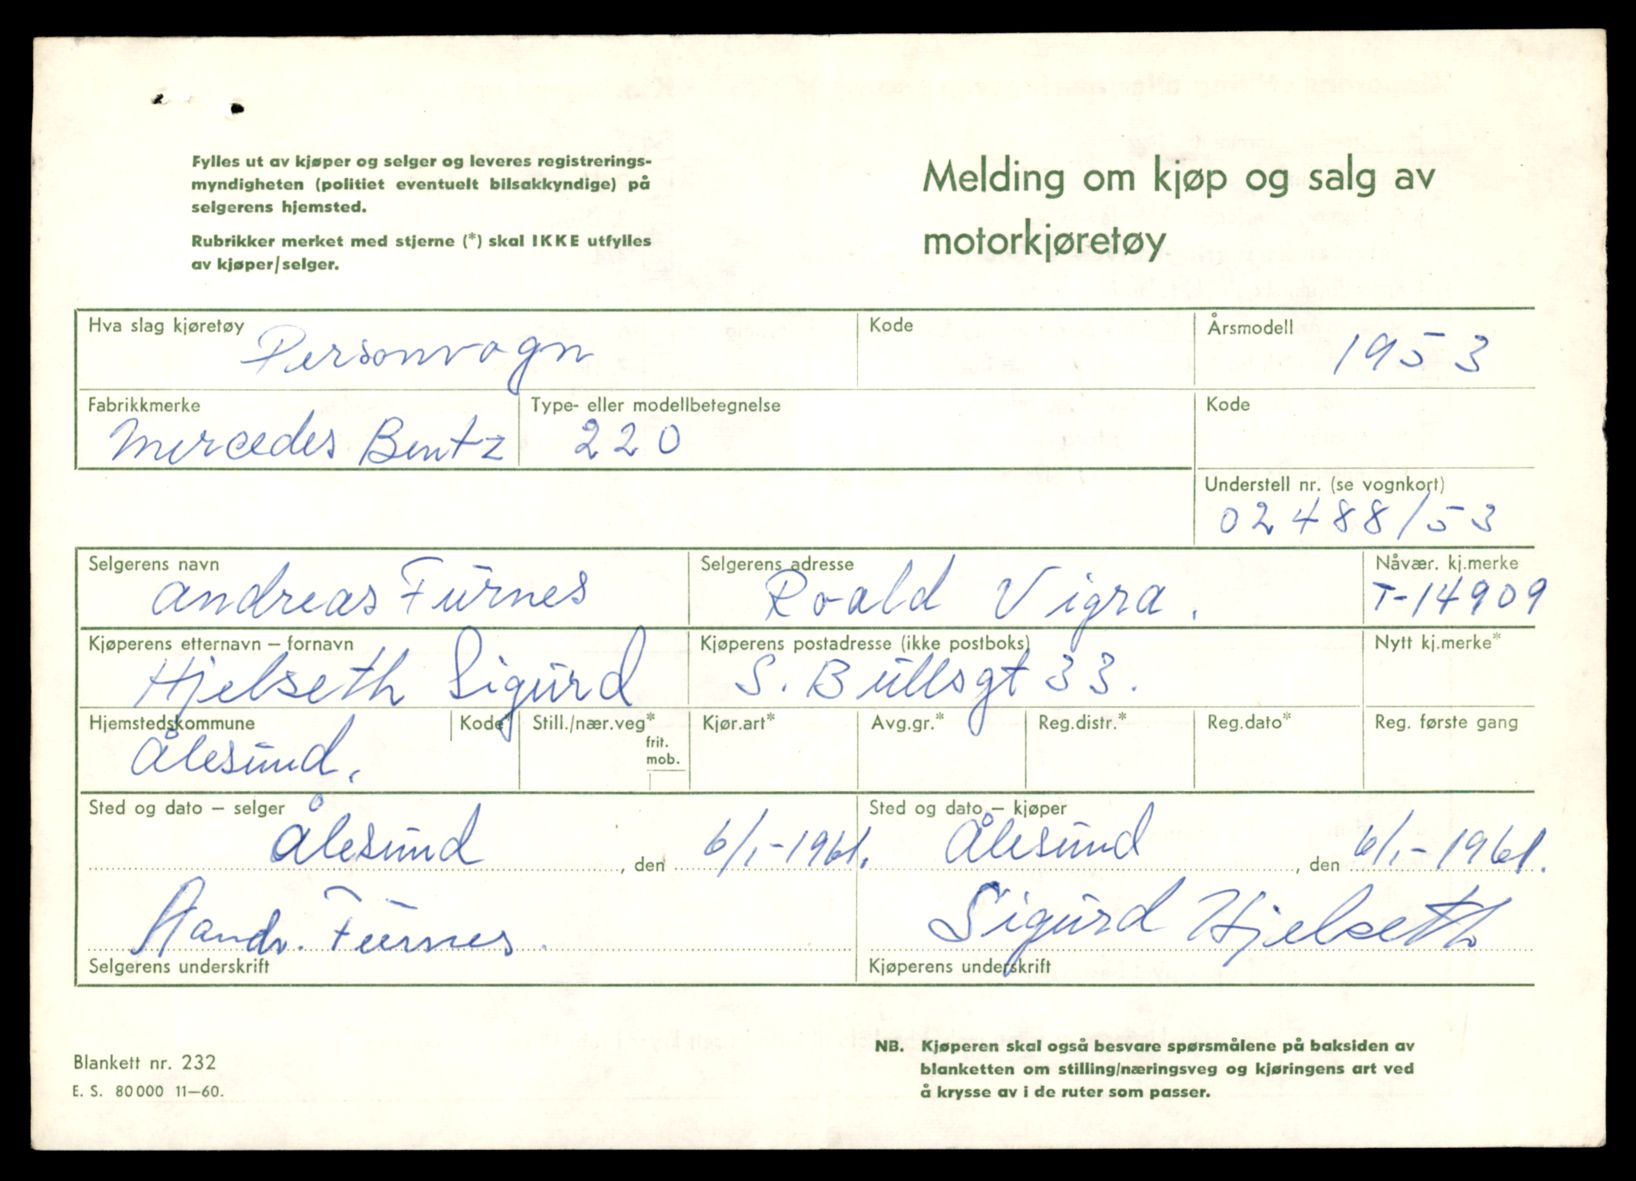 Fylles ut av kjøper og selger og leveres registrerings-
myndigheten (politiet eventuelt bilsakkyndige) på
selgerens hjemsted.
Rubrikker merket med stjerne (*) skal IKKE utfylles
av kjøper/selger.
Melding om kjøp og salg av
motorkjøretøy
Hva slag kjøretøy
Personvogn
Kode
Årsmodell
1953
Fabrikkmerke
Mercedes Bentz
Type- eller modellbetegnelse
220
Kode
Understell nr. (se vognkort)
02488/53
Selgerens navn
Andreas Furnes
Selgerens adresse
Roald Vigra.
Nåvær. kj.merke
T-14909
Kjøperens etternavn – fornavn
Hjelseth Sigurd
Kjøperens postadresse (ikke postboks)
S. Bullsgt 33.
Nytt kj.merke*
Hjemstedskommune
Ålesund.
Kode*
Still./nær.veg*
frit.
mob.
Kjør.art*
Avg.gr.*
Reg.distr.*
Reg.dato*
Reg. første gang
Sted og dato – selger
Ålesund, den 6/1-1961.
Sted og dato – kjøper
Ålesund, den 6/1-1961.
Furnes.
Selgerens underskrift
Sigurd Hjelseth
Kjøperens underskrift
Blankett nr. 232
E. S. 80000 11–60.
NB. Kjøperen skal også besvare spørsmålene på baksiden av
blanketten om stilling/næringsveg og kjøringens art ved
å krysse av i de ruter som passer.